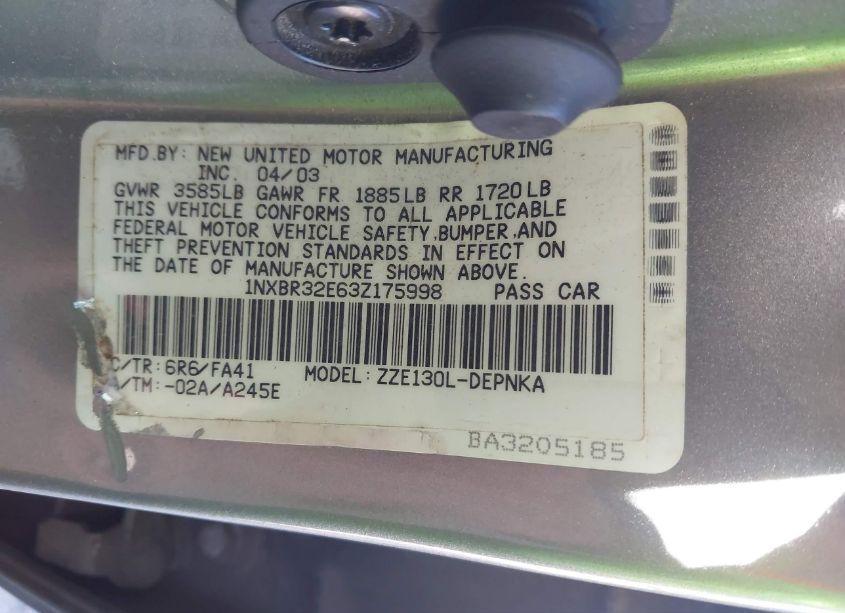 MFD.BY: NEW UNITED MOTOR MANUFACTURING
INC. 04/03
GVWR 3585LB GAWR FR 1885LB RR 1720LB
THIS VEHICLE CONFORMS TO ALL APPLICABLE
FEDERAL MOTOR VEHICLE SAFETY,BUMPER,AND
THEFT PREVENTION STANDARDS IN EFFECT ON
THE DATE OF MANUFACTURE SHOWN ABOVE.
1NXBR32E63Z175998 PASS CAR
C/TR:6R6/FA41 MODEL:ZZE130L-DEPNKA
/TM:-02A/A245E
BA3205185